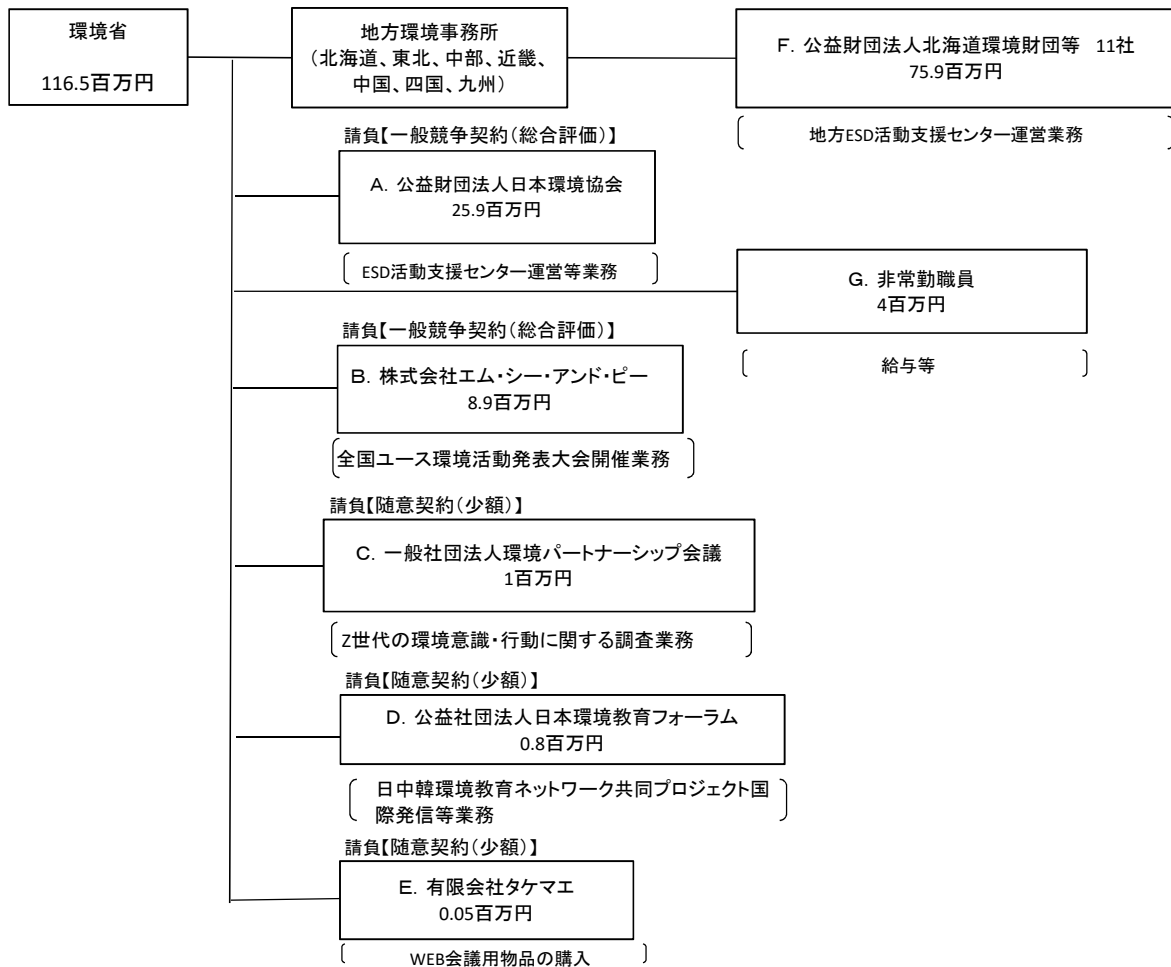 環境省
116.5百万円
地方環境事務所
(北海道、東北、中部、近畿、
中国、四国、九州)
F. 公益財団法人北海道環境財団等 11社
75.9百万円
地方ESD活動支援センター運営業務
請負【一般競争契約(総合評価)】
A. 公益財団法人日本環境協会
25.9百万円
ESD活動支援センター運営等業務
G. 非常勤職員
4百万円
給与等
請負【一般競争契約(総合評価)】
B. 株式会社エム・シー・アンド・ピー
8.9百万円
全国ユース環境活動発表大会開催業務
請負【随意契約(少額)】
C. 一般社団法人環境パートナーシップ会議
1百万円
Z世代の環境意識・行動に関する調査業務
請負【随意契約(少額)】
D. 公益社団法人日本環境教育フォーラム
0.8百万円
日中韓環境教育ネットワーク共同プロジェクト国
際発信等業務
請負【随意契約(少額)】
E. 有限会社タケマエ
0.05百万円
WEB会議用物品の購入